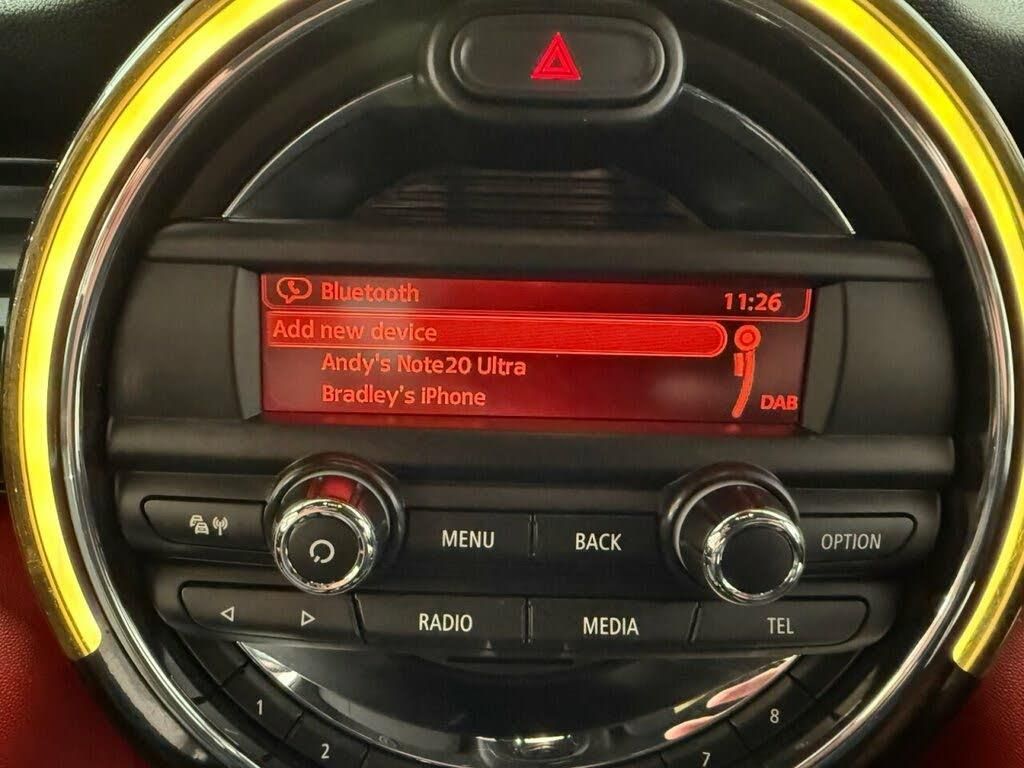 Bluetooth 11:26
Add new device
Andy's Note20 Ultra
Bradley's iPhone
DAB
MENU BACK OPTION
RADIO MEDIA TEL
1 8
2 7